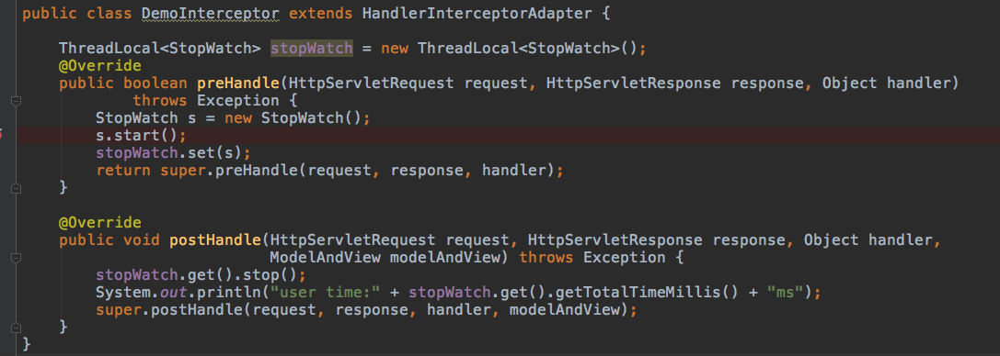 public class DemoInterceptor extends HandlerInterceptorAdapter {
ThreadLocal<StopWatch> stopWatch = new ThreadLocal<StopWatch>();
@Override
public boolean preHandle(HttpServletRequest request, HttpServletResponse response, Object handler)
throws Exception {
StopWatch s = new StopWatch();
s.start();
stopWatch.set(s);
return super.preHandle(request, response, handler);
}
@Override
public void postHandle(HttpServletRequest request, HttpServletResponse response, Object handler,
ModelAndView modelAndView) throws Exception {
stopWatch.get().stop();
System.out.println("user time:" + stopWatch.get().getTotalTimeMillis() + "ms");
super.postHandle(request, response, handler, modelAndView);
}
}